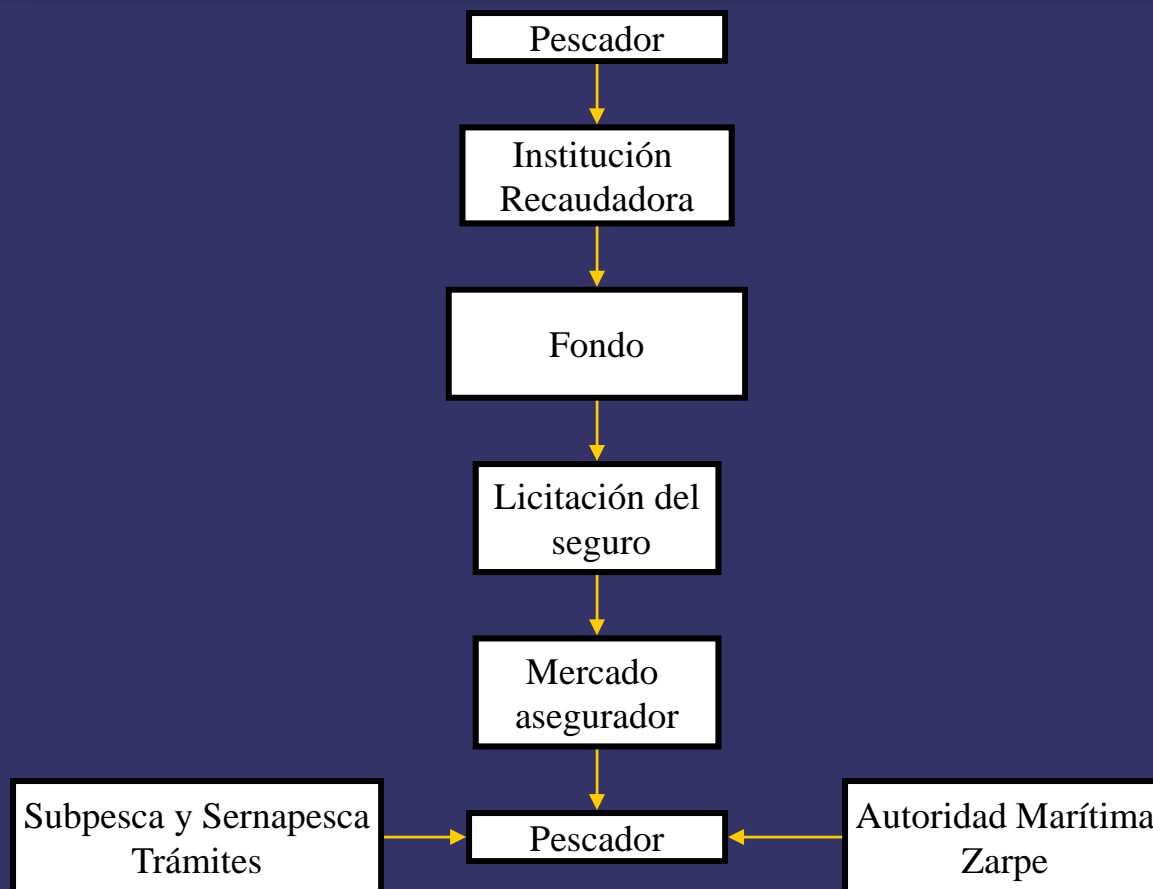 Pescador
Institución
Recaudadora
Fondo
Licitación del
seguro
Mercado
asegurador
Subpesca y Sernapesca
Trámites
Pescador
Autoridad Marítima
Zarpe